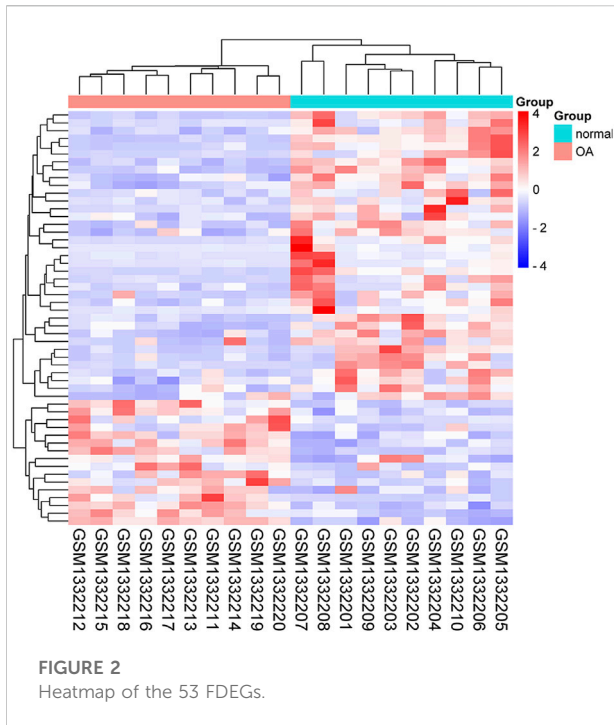 Group
4
2
0
- 2
- 4
Group
normal
OA
GSM1332212
GSM1332215
GSM1332218
GSM1332216
GSM1332217
GSM1332213
GSM1332211
GSM1332214
GSM1332219
GSM1332220
GSM1332207
GSM1332208
GSM1332201
GSM1332209
GSM1332203
GSM1332202
GSM1332204
GSM1332210
GSM1332206
GSM1332205
FIGURE 2
Heatmap of the 53 FDEGs.